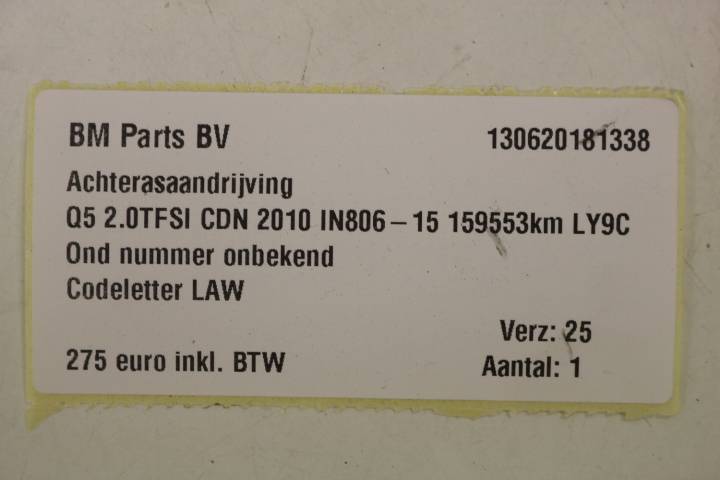 BM Parts BV 130620181338
Achterasaandrijving
Q5 2.0TFSI CDN 2010 IN806-15 159553km LY9C
Ond nummer onbekend
Codeletter LAW
Verz: 25
275 euro inkl. BTW Aantal: 1